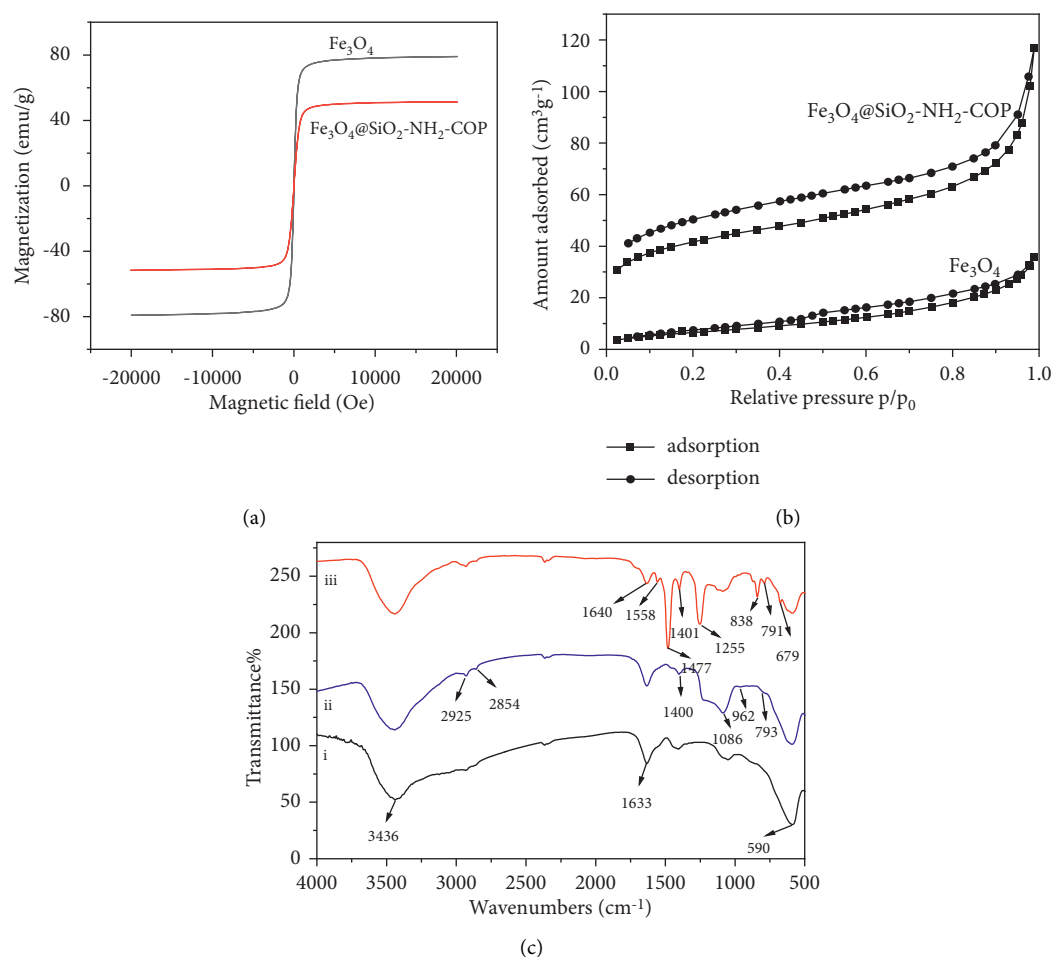 80
40
0
-40
-80
Magnetization (emu/g)
Fe3O4
Fe3O4@SiO2-NH2-COP
-20000 -10000 0 10000 20000
Magnetic field (Oe)
(a)
120
100
80
60
40
20
0
Amount adsorbed (cm3g-1)
Fe3O4@SiO2-NH2-COP
Fe3O4
0.0 0.2 0.4 0.6 0.8 1.0
Relative pressure p/p0
adsorption
desorption
(b)
250
200
150
100
50
0
Transmittance%
iii
ii
i
1640
1558
1477
1401
1255
838
791
679
2925
2854
1400
1086
962
793
3436
1633
590
4000 3500 3000 2500 2000 1500 1000 500
Wavenumbers (cm-1)
(c)